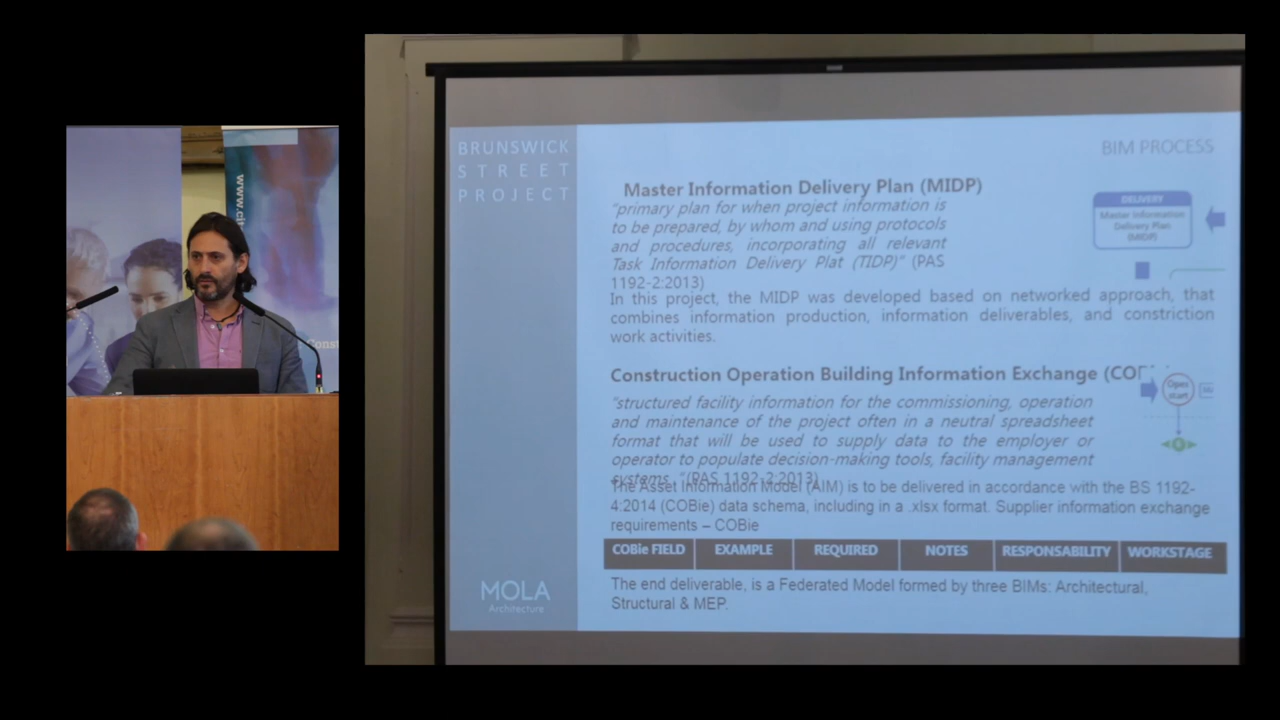 BRUNSWICK
STREET
PROJECT
BIM PROCESS
Master Information Delivery Plan (MIDP)
"primary plan for when project information is
to be prepared, by whom and using protocols
and procedures, incorporating all relevant
Task Information Delivery Plat (TIDP)" (PAS
1192-2:2013)
In this project, the MIDP was developed based on networked approach, that
combines information production, information deliverables, and constriction
work activities.
DELIVERY
Master Information
Delivery Plan
(MIDP)
Construction Operation Building Information Exchange
"structured facility information for the commissioning, operation
and maintenance of the project often in a neutral spreadsheet
format that will be used to supply data to the employer or
operator to populate decision-making tools, facility management
systems. "(PAS 1192-2:2013)
The Asset Information Model (AIM) is to be delivered in accordance with the BS 1192-
4:2014 (COBie) data schema, including in a .xlsx format. Supplier information exchange
requirements – COBie
COBie FIELD EXAMPLE REQUIRED NOTES RESPONSABILITY WORKSTAGE
The end deliverable, is a Federated Model formed by three BIMs: Architectural,
Structural & MEP.
MOLA
Architecture
www.cit
Const